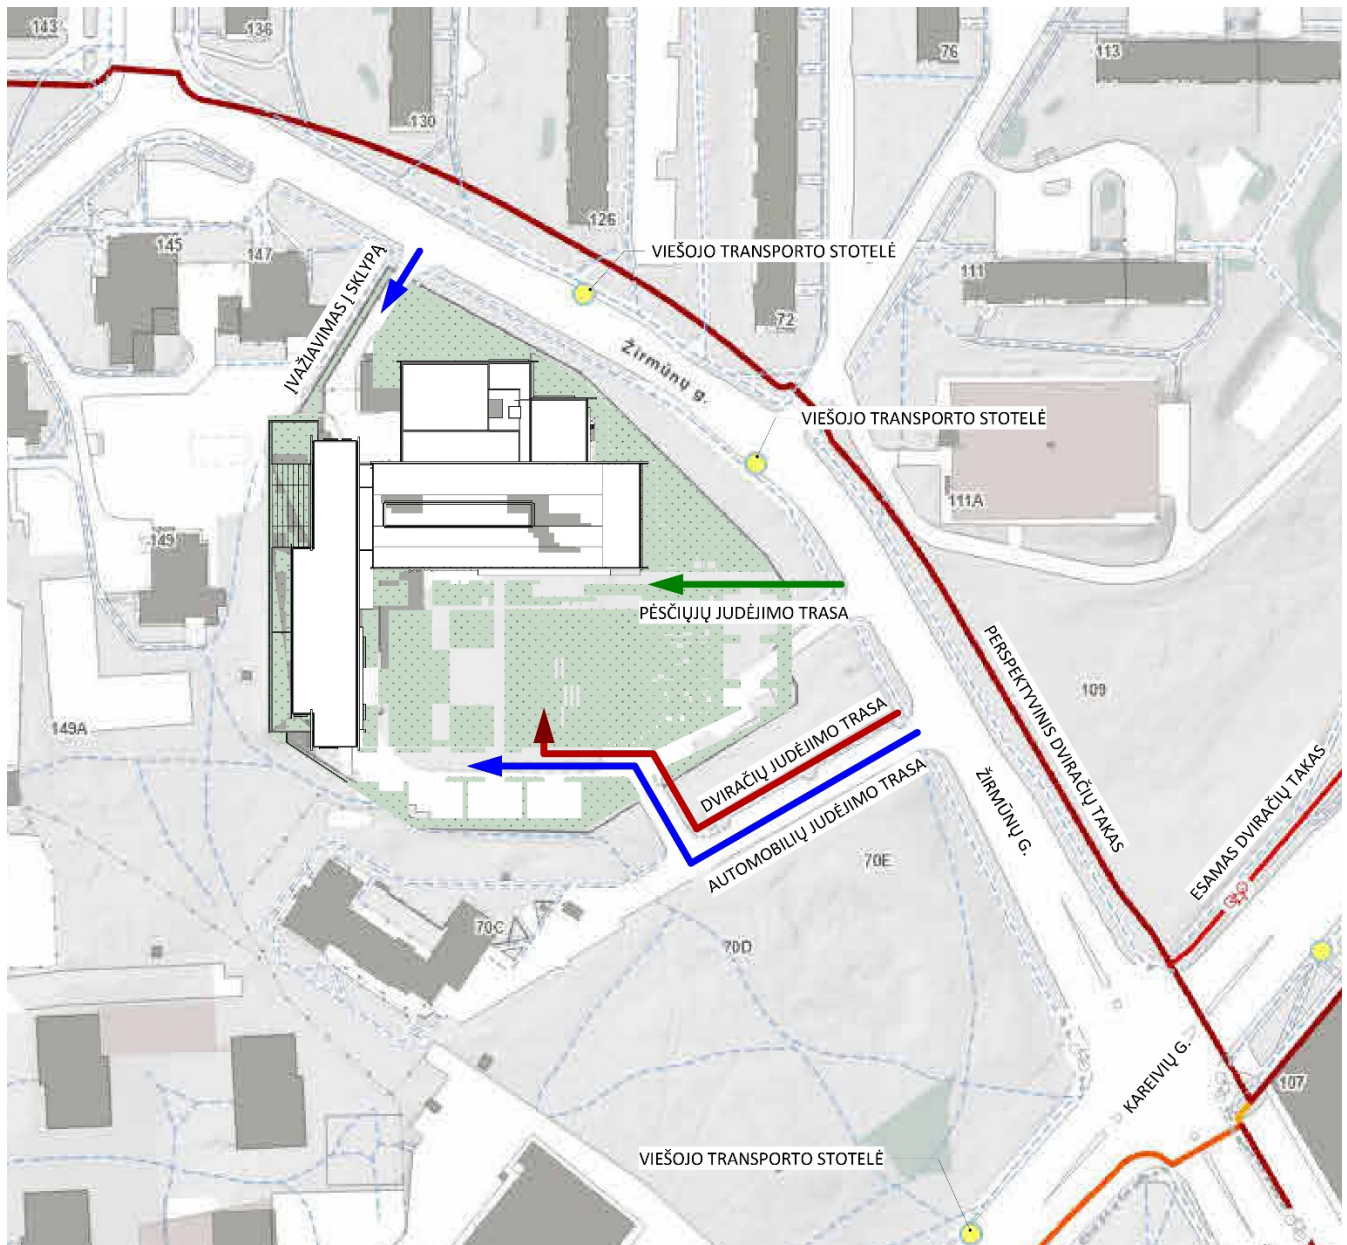 143
136
76
113
130
126
145
147
ĮVAŽIAVIMAS Į SKLYPĄ
VIEŠOJO TRANSPORTO STOTELĖ
111
72
Žirmūnų g.
VIEŠOJO TRANSPORTO STOTELĖ
111A
149
PĖSČIŲJŲ JUDĖJIMO TRASA
PERSPEKTYVINIS DVIRAČIŲ TAKAS
109
149A
DVIRAČIŲ JUDĖJIMO TRASA
AUTOMOBILIŲ JUDĖJIMO TRASA
ŽIRMŪNŲ G.
ESAMAS DVIRAČIŲ TAKAS
70E
70C
70D
KAREIVIŲ G.
107
VIEŠOJO TRANSPORTO STOTELĖ